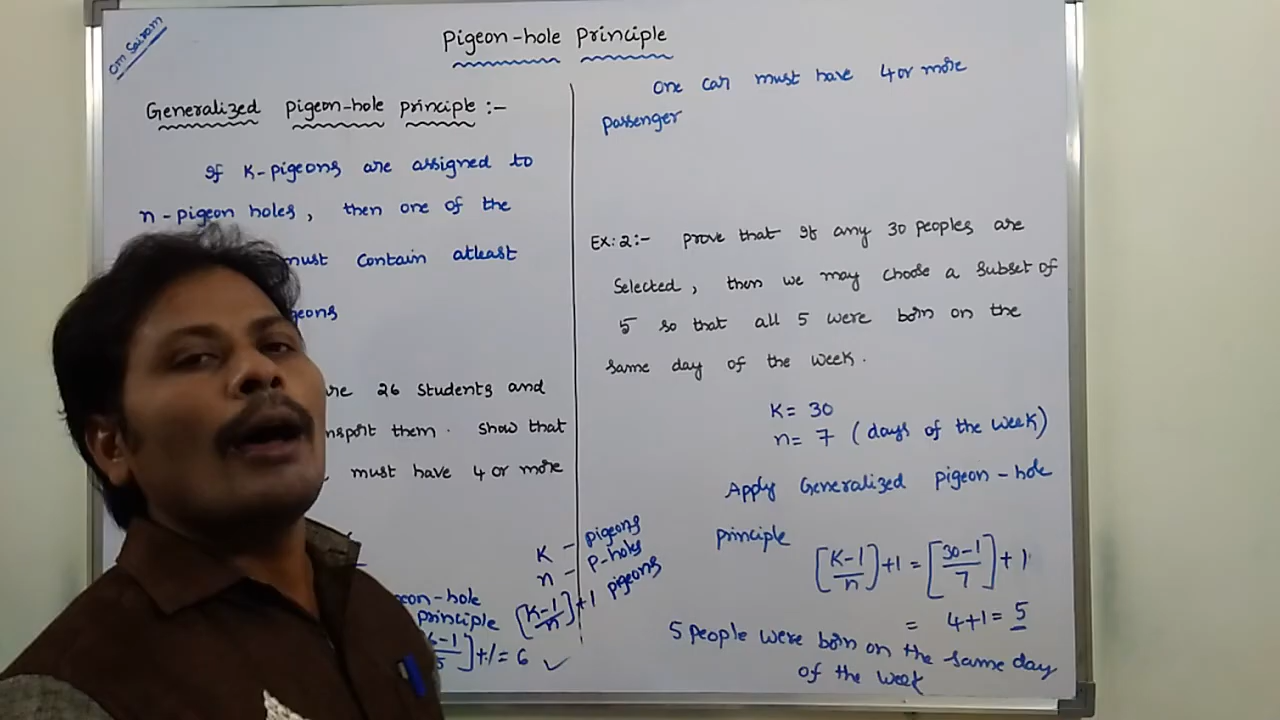 Om Sairam
Pigeon-hole Principle
Generalized pigeon-hole principle :-
If K-pigeons are assigned to
n-pigeon holes, then one of the
must contain atleast
geons
are 26 students and
nsport them. Show that
must have 4 or more
K - pigeons
n - P-holes
[K-1/n]+1 pigeons
geon-hole
principle
6-1/5]+1= 6 ✓
One car must have 4 or more
passenger
Ex:2:- prove that if any 30 peoples are
selected, then we may choose a subset of
5 so that all 5 were born on the
same day of the week.
K= 30
n= 7 (days of the week)
Apply Generalized pigeon-hole
principle
[K-1/n]+1 = [30-1/7]+1
= 4+1= 5
5 people were born on the same day
of the week